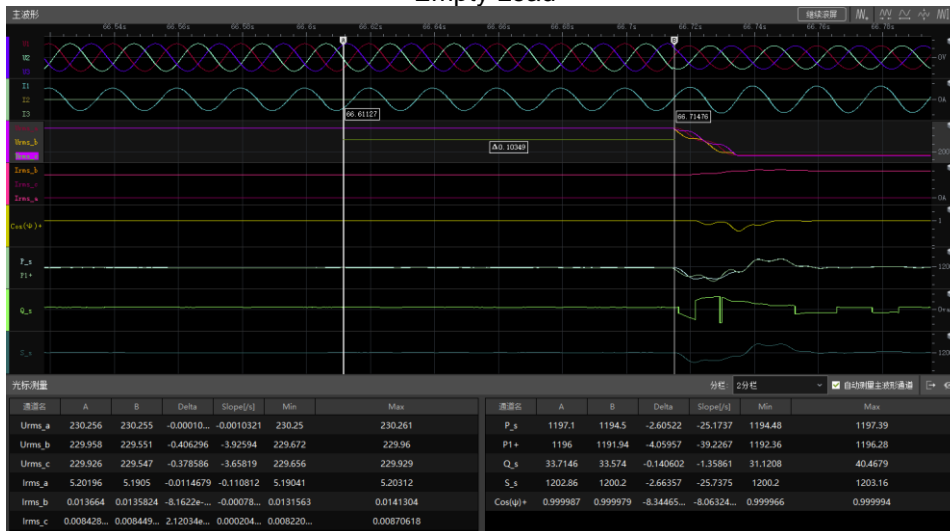 Empty Load
主波形
继续滚屏
66.54s 66.56s 66.58s 66.6s 66.62s 66.64s 66.66s 66.68s 66.7s 66.72s 66.74s 66.76s 66.78s
A
B
U1
U2
U3
0V
I1
I2
I3
0A
66.61127
66.71476
Urms_b
Δ0.10349
200
Irms_b
Irms_c
Irms_a
0A
Cos(Ψ)+
1
P_s
P1+
120
Q_s
S_s
120
光标测量
分栏:
2分栏
自动测量主波形通道
通道名 A B Delta Slope[/s] Min Max
Urms_a 230.256 230.255 -0.00010... -0.0010321 230.25 230.261
Urms_b 229.958 229.551 -0.406296 -3.92594 229.672 229.96
Urms_c 229.926 229.547 -0.378586 -3.65819 229.656 229.929
Irms_a 5.20196 5.1905 -0.0114679 -0.110812 5.19041 5.20312
Irms_b 0.013664 0.0135824 -8.1622e-... -0.00078... 0.0131563 0.0141304
Irms_c 0.008428... 0.008449... 2.12034e... 0.000204... 0.008220... 0.00870618
通道名 A B Delta Slope[/s] Min Max
P_s 1197.1 1194.5 -2.60522 -25.1737 1194.48 1197.39
P1+ 1196 1191.94 -4.05957 -39.2267 1192.36 1196.28
Q_s 33.7146 33.574 -0.140602 -1.35861 31.1208 40.4679
S_s 1202.86 1200.2 -2.66357 -25.7375 1200.2 1203.16
Cos(ψ)+ 0.999987 0.999979 -8.34465... -8.06324... 0.999966 0.999994